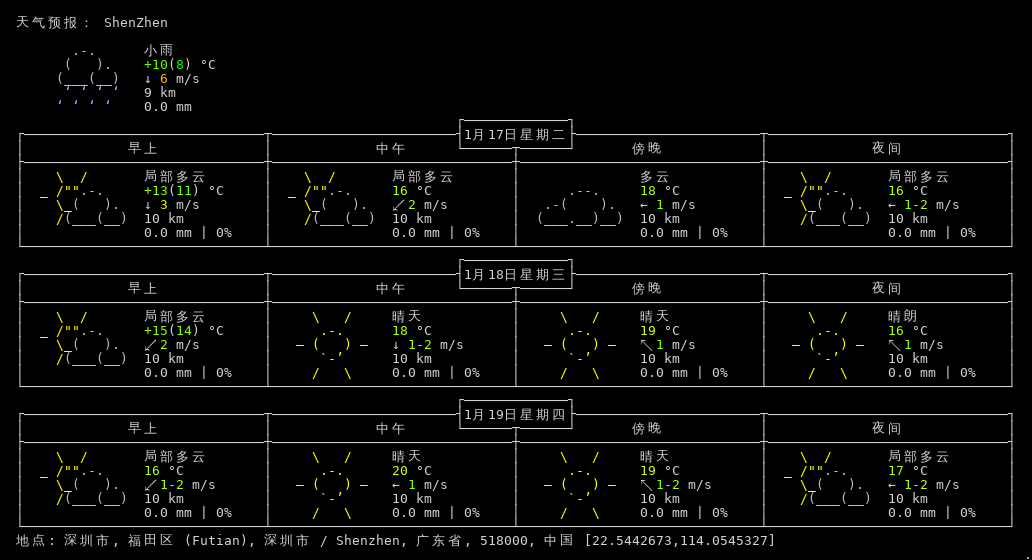 天气预报： ShenZhen
小雨
+10(8) °C
↓ 6 m/s
9 km
0.0 mm
1月17日星期二
早上 中午 傍晚 夜间
局部多云 局部多云 多云 局部多云
+13(11) °C 16 °C 18 °C 16 °C
↓ 3 m/s ↙ 2 m/s ← 1 m/s ← 1-2 m/s
10 km 10 km 10 km 10 km
0.0 mm | 0% 0.0 mm | 0% 0.0 mm | 0% 0.0 mm | 0%
1月18日星期三
早上 中午 傍晚 夜间
局部多云 晴天 晴天 晴朗
+15(14) °C 18 °C 19 °C 16 °C
↙ 2 m/s ↓ 1-2 m/s ↖ 1 m/s ↖ 1 m/s
10 km 10 km 10 km 10 km
0.0 mm | 0% 0.0 mm | 0% 0.0 mm | 0% 0.0 mm | 0%
1月19日星期四
早上 中午 傍晚 夜间
局部多云 晴天 晴天 局部多云
16 °C 20 °C 19 °C 17 °C
↙ 1-2 m/s ← 1 m/s ↖ 1-2 m/s ← 1-2 m/s
10 km 10 km 10 km 10 km
0.0 mm | 0% 0.0 mm | 0% 0.0 mm | 0% 0.0 mm | 0%
地点: 深圳市, 福田区 (Futian), 深圳市 / Shenzhen, 广东省, 518000, 中国 [22.5442673,114.0545327]